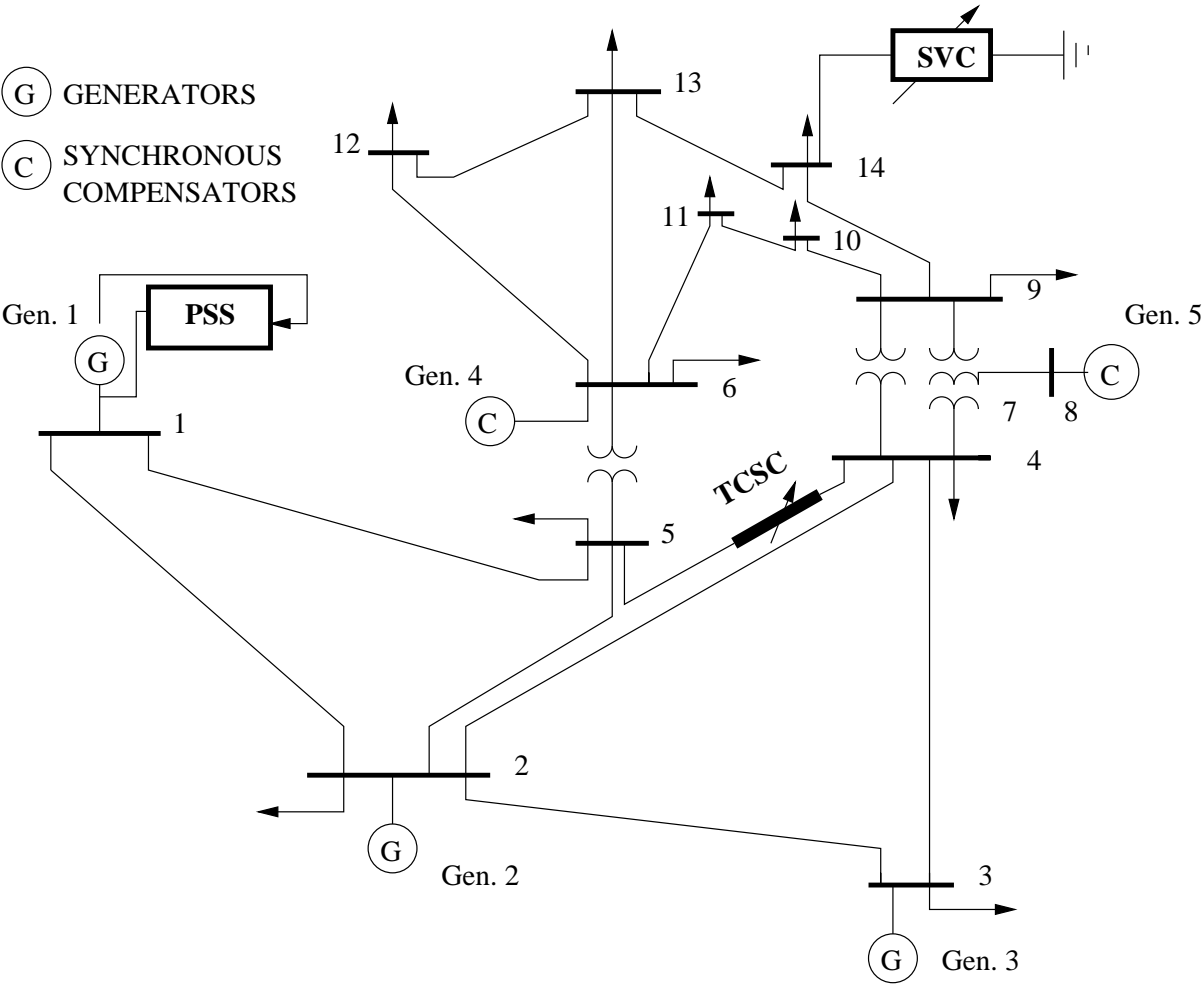 SVC
G GENERATORS
13
12
C SYNCHRONOUS
COMPENSATORS
14
11
10
9
Gen. 1
PSS
Gen. 5
G
Gen. 4
6
C
7
8
C
1
4
TCSC
5
2
G
Gen. 2
3
G
Gen. 3